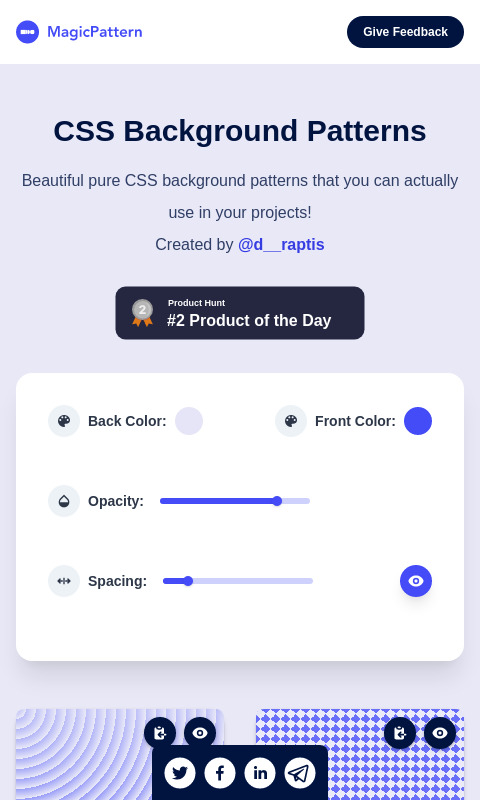 MagicPattern
Give Feedback
CSS Background Patterns
Beautiful pure CSS background patterns that you can actually
use in your projects!
Created by @d__raptis
2
Product Hunt
#2 Product of the Day
Back Color:
Front Color:
Opacity:
Spacing: